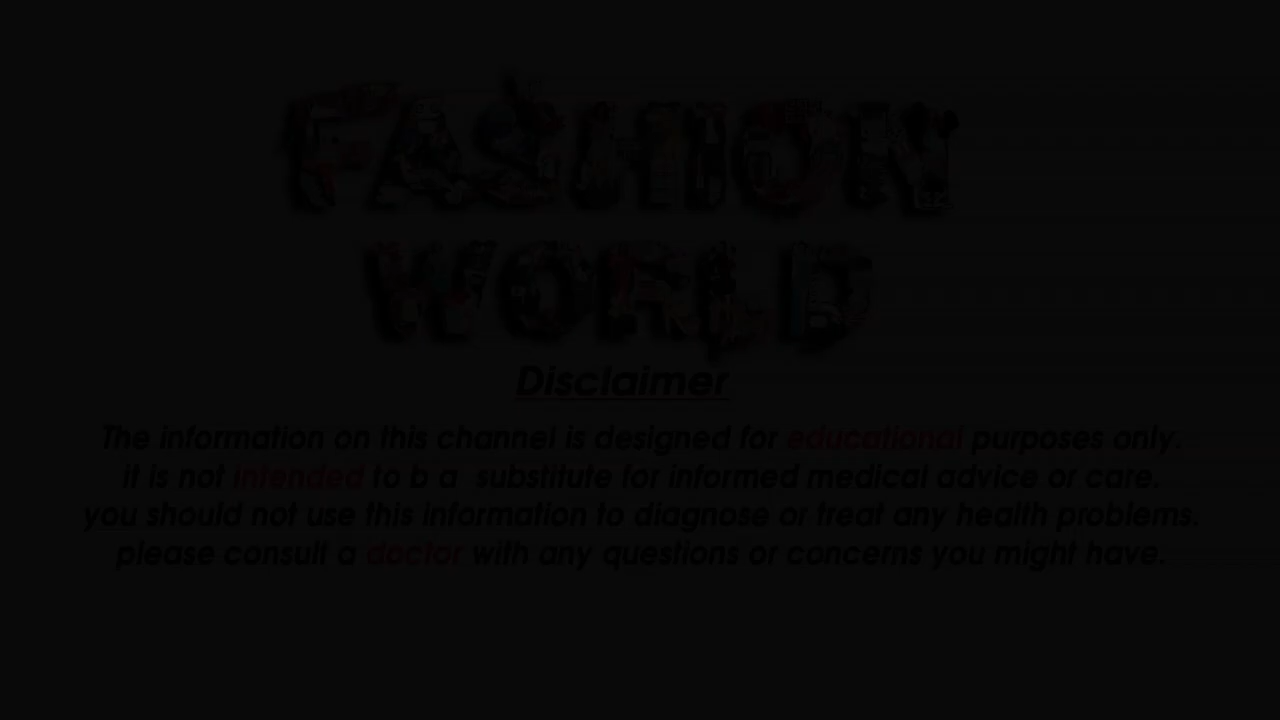 FASHION
WORLD
Disclaimer
The information on this channel is designed for educational purposes only.
it is not intended to b a substitute for informed medical advice or care.
you should not use this information to diagnose or treat any health problems.
please consult a doctor with any questions or concerns you might have.